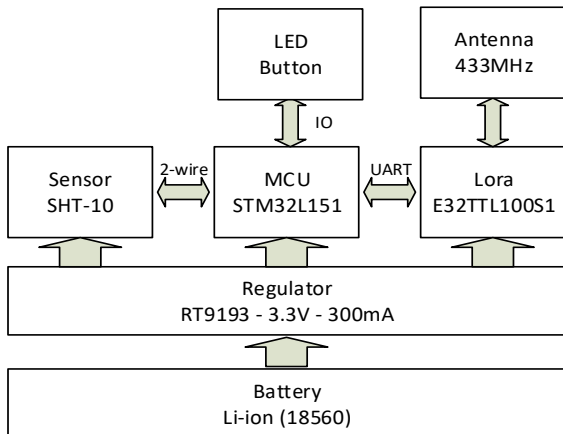 LED
Button
Antenna
433MHz
IO
Sensor
SHT-10
2-wire
MCU
STM32L151
UART
Lora
E32TTL100S1
Regulator
RT9193 - 3.3V - 300mA
Battery
Li-ion (18560)